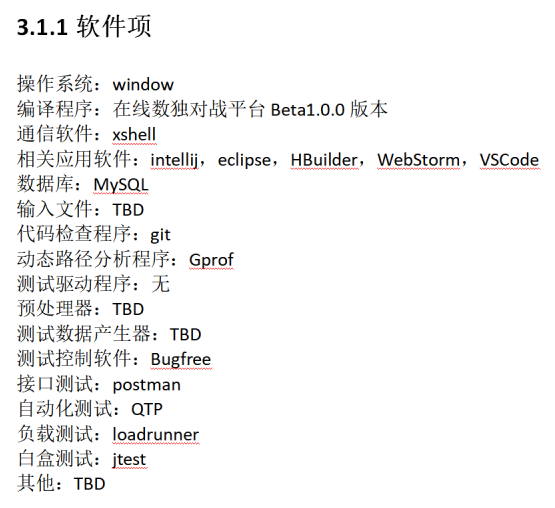 3.1.1 软件项
操作系统：window
编译程序：在线数独对战平台 Beta1.0.0 版本
通信软件：xshell
相关应用软件：intellij，eclipse，HBuilder，WebStorm，VSCode
数据库：MySQL
输入文件：TBD
代码检查程序：git
动态路径分析程序：Gprof
测试驱动程序：无
预处理器：TBD
测试数据产生器：TBD
测试控制软件：Bugfree
接口测试：postman
自动化测试：QTP
负载测试：loadrunner
白盒测试：jtest
其他：TBD